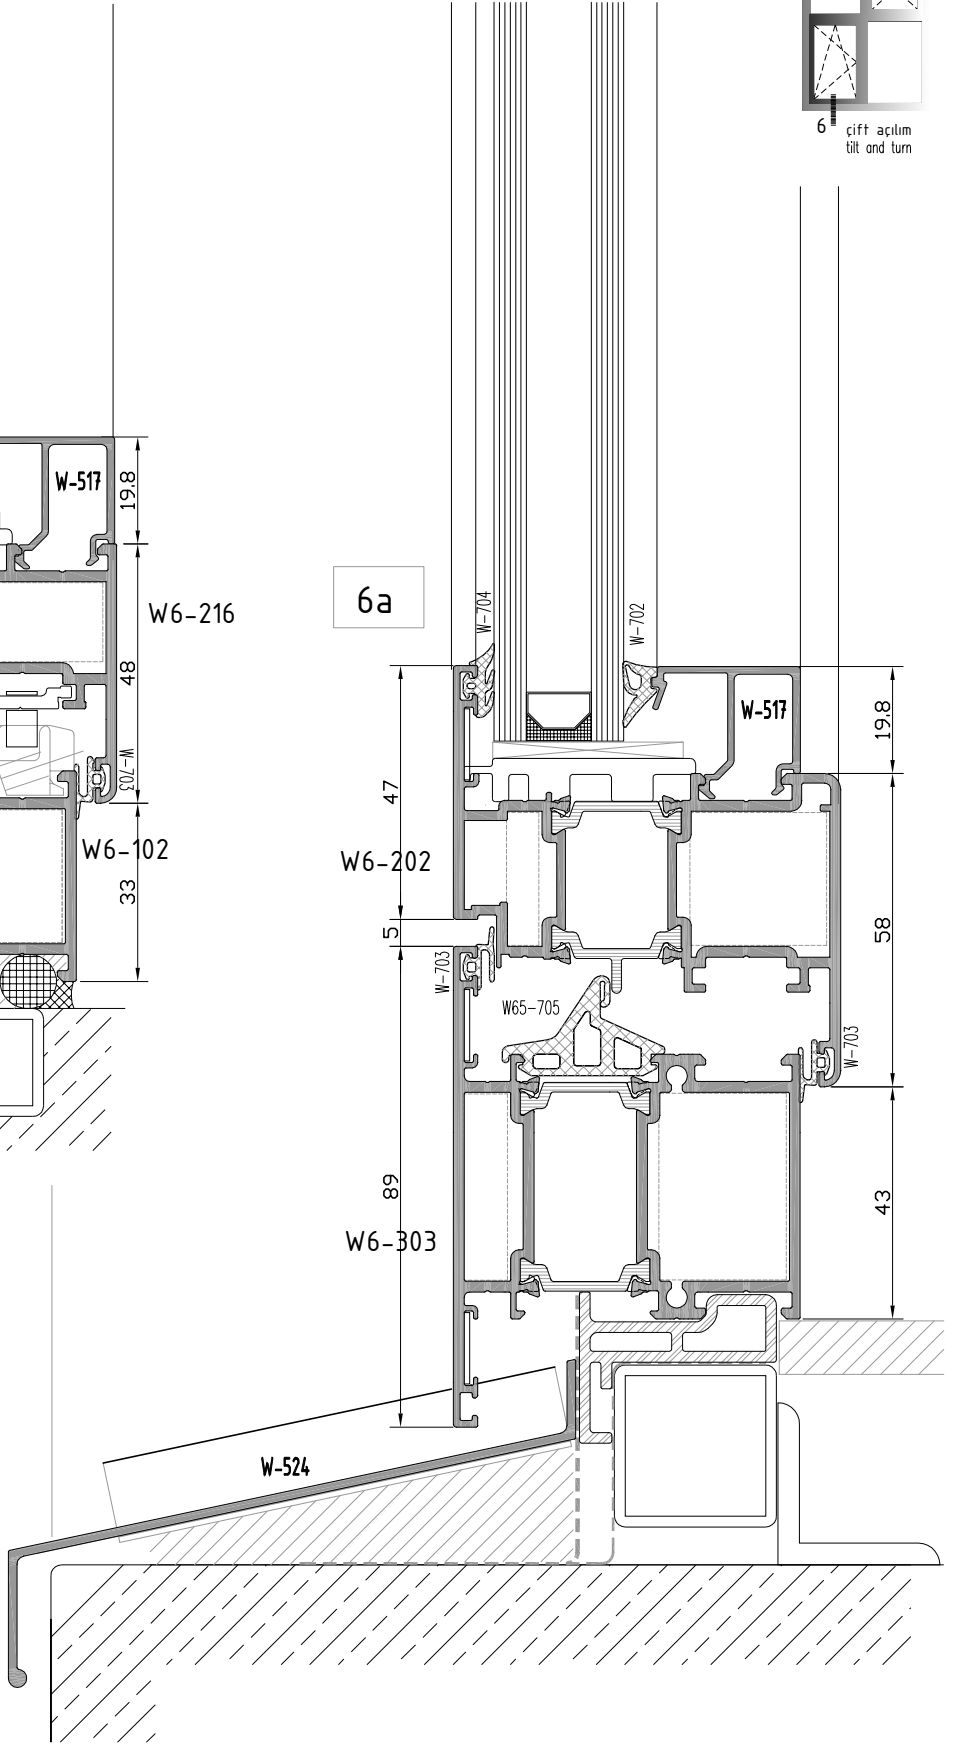 6
çift açılım
tilt and turn
W-517
19.8
W6-216
48
W-703
W6-102
33
6a
W-704
W-702
W-517
19.8
47
W6-202
5
58
W-703
W65-705
W-703
89
W6-303
43
W-524